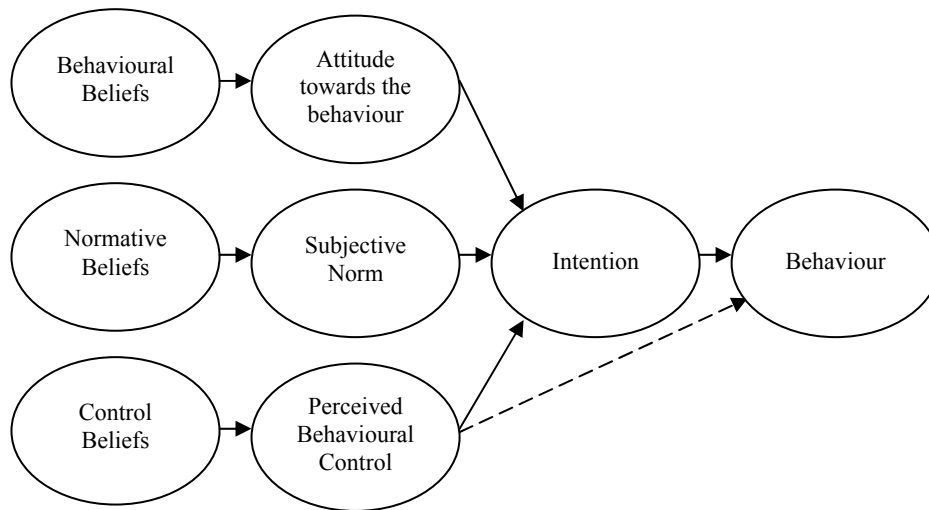 Behavioural
Beliefs
Attitude
towards the
behaviour
Normative
Beliefs
Subjective
Norm
Intention
Behaviour
Control
Beliefs
Perceived
Behavioural
Control